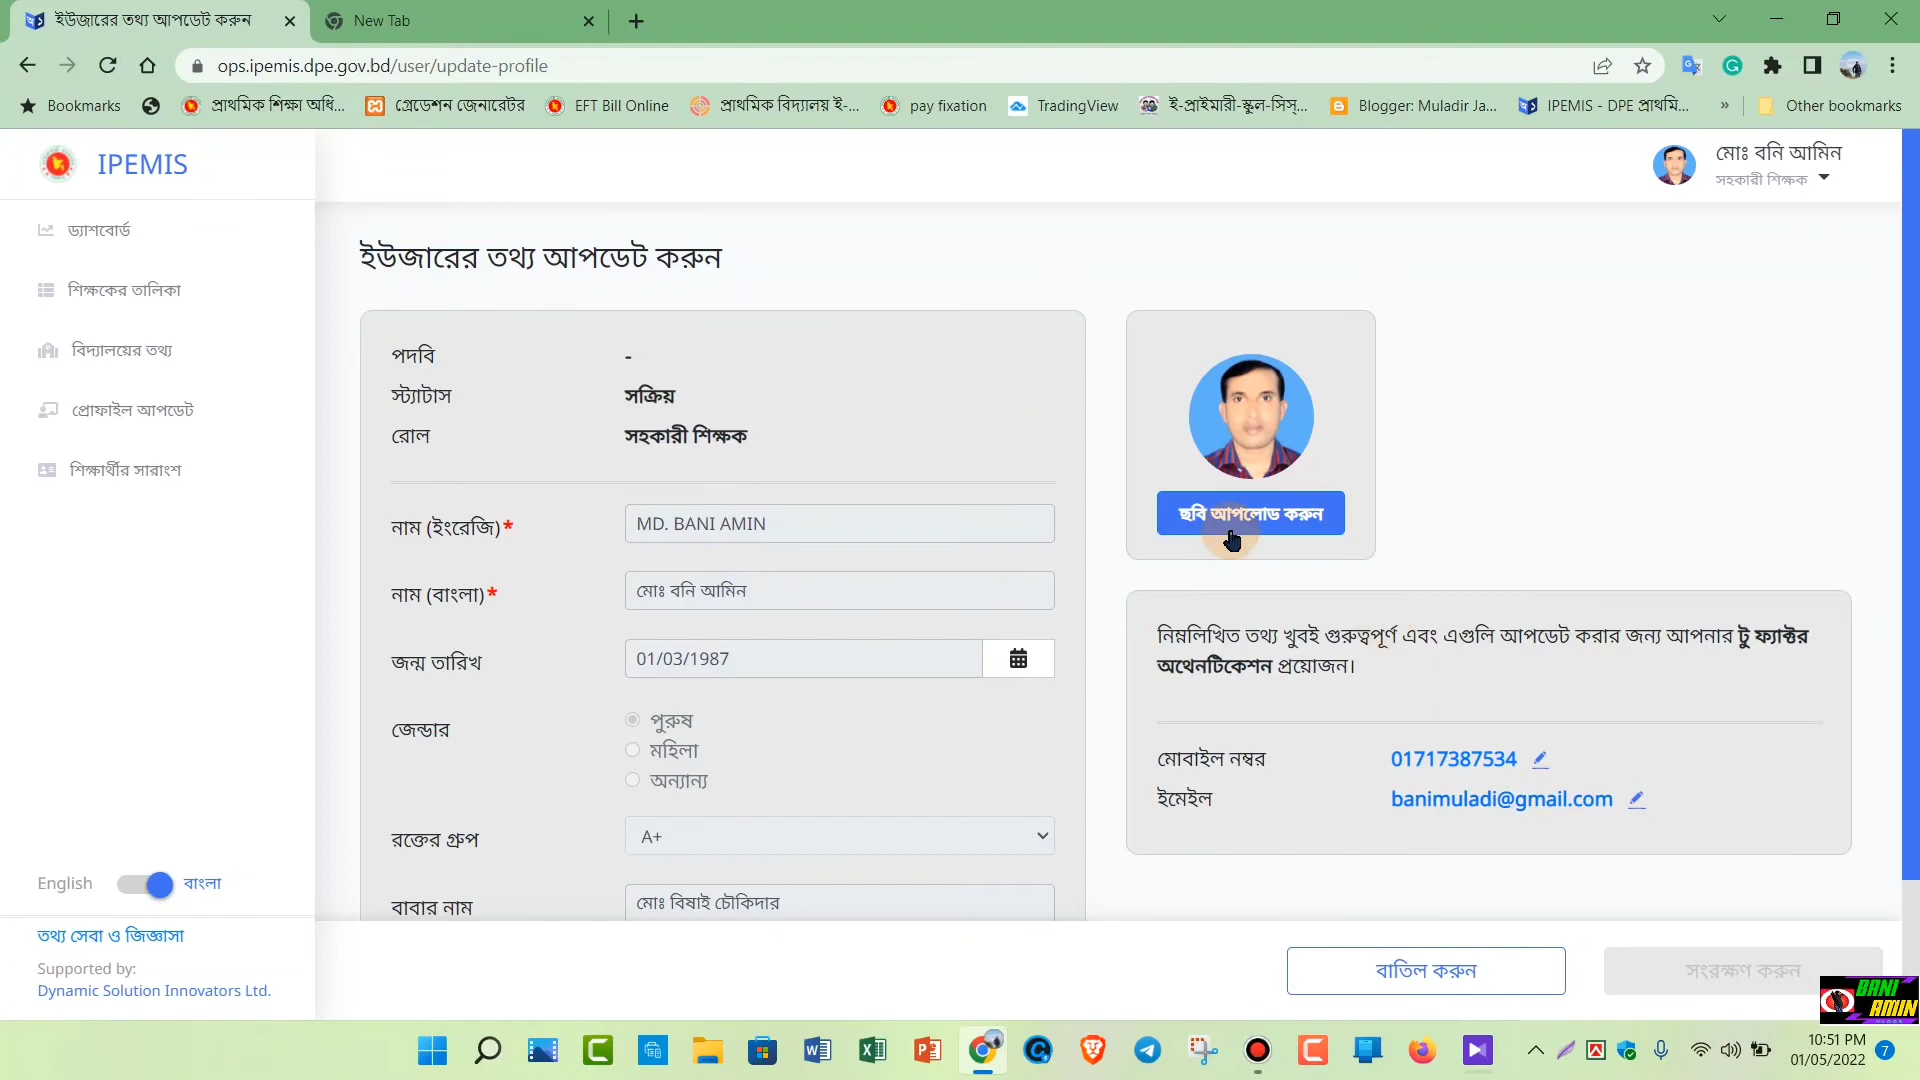 ইউজারের তথ্য আপডেট করুন
New Tab
ops.ipemis.dpe.gov.bd/user/update-profile
Bookmarks
প্রাথমিক শিক্ষা অধি...
গ্রেডেশন জেনারেটর
EFT Bill Online
প্রাথমিক বিদ্যালয় ই-...
pay fixation
TradingView
ই-প্রাইমারী-স্কুল-সিস্...
Blogger: Muladir Ja...
IPEMIS - DPE প্রাথমি...
»
Other bookmarks
IPEMIS
মোঃ বনি আমিন
সহকারী শিক্ষক
ড্যাশবোর্ড
শিক্ষকের তালিকা
বিদ্যালয়ের তথ্য
প্রোফাইল আপডেট
শিক্ষার্থীর সারাংশ
English
বাংলা
তথ্য সেবা ও জিজ্ঞাসা
Supported by:
Dynamic Solution Innovators Ltd.
ইউজারের তথ্য আপডেট করুন
পদবি -
স্ট্যাটাস সক্রিয়
রোল সহকারী শিক্ষক
নাম (ইংরেজি)* MD. BANI AMIN
নাম (বাংলা)* মোঃ বনি আমিন
জন্ম তারিখ 01/03/1987
জেন্ডার পুরুষ
মহিলা
অন্যান্য
রক্তের গ্রুপ A+
বাবার নাম মোঃ বিষাই চৌকিদার
ছবি আপলোড করুন
নিম্নলিখিত তথ্য খুবই গুরুত্বপূর্ণ এবং এগুলি আপডেট করার জন্য আপনার টু ফ্যাক্টর
অথেনটিকেশন প্রয়োজন।
মোবাইল নম্বর 01717387534
ইমেইল banimuladi@gmail.com
বাতিল করুন
সংরক্ষণ করুন
BANI
AMIN
10:51 PM
01/05/2022
7